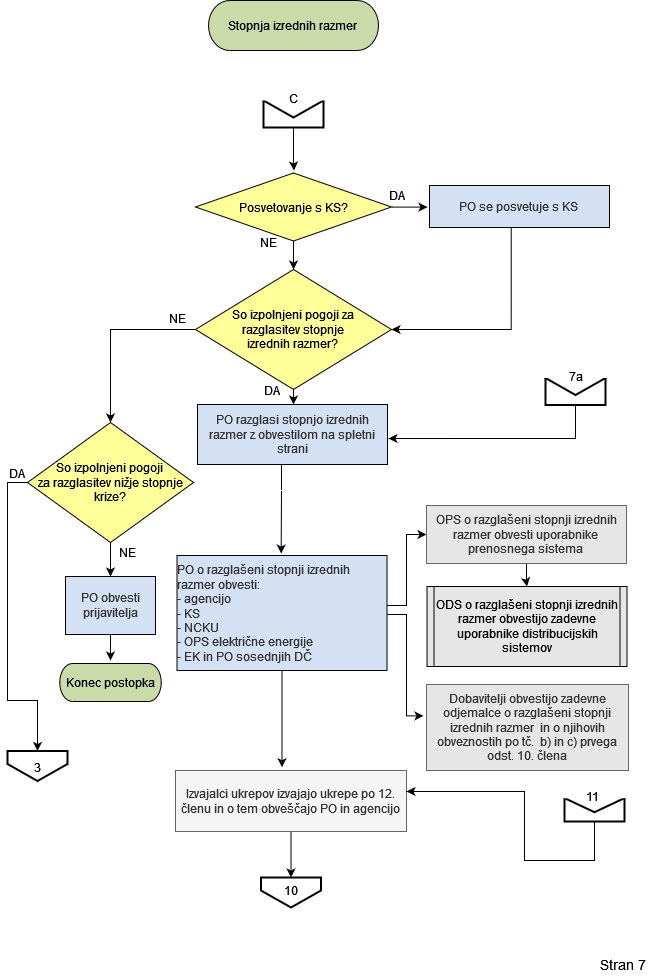 Stopnja izrednih razmer
C
Posvetovanje s KS?
DA
PO se posvetuje s KS
NE
So izpolnjeni pogoji za
razglasitev stopnje
izrednih razmer?
NE
DA
7a
PO razglasi stopnjo izrednih
razmer z obvestilom na spletni
strani
DA
So izpolnjeni pogoji
za razglasitev nižje stopnje
krize?
NE
PO obvesti
prijavitelja
Konec postopka
3
PO o razglašeni stopnji izrednih
razmer obvesti:
- agencijo
- KS
- NCKU
- OPS električne energije
- EK in PO sosednjih DČ
OPS o razglašeni stopnji izrednih
razmer obvesti uporabnike
prenosnega sistema
ODS o razglašeni stopnji izrednih
razmer obvestijo zadevne
uporabnike distribucijskih
sistemov
Dobavitelji obvestijo zadevne
odjemalce o razglašeni stopnji
izrednih razmer in o njihovih
obveznostih po tč. b) in c) prvega
odst. 10. člena
Izvajalci ukrepov izvajajo ukrepe po 12.
členu in o tem obveščajo PO in agencijo
11
10
Stran 7